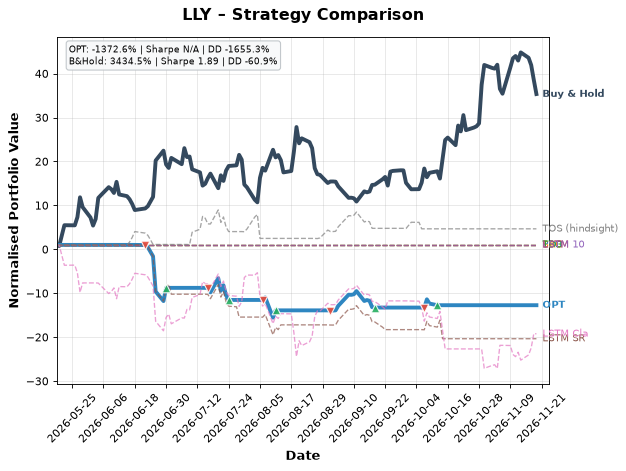 LLY – Strategy Comparison
OPT: -1372.6% | Sharpe N/A | DD -1655.3%
B&Hold: 3434.5% | Sharpe 1.89 | DD -60.9%
Normalised Portfolio Value
40
30
20
10
0
−10
−20
−30
Buy & Hold
TOS (hindsight)
10
OPT
LSTM Cla
LSTM SR
2026-05-25
2026-06-06
2026-06-18
2026-06-30
2026-07-12
2026-07-24
2026-08-05
2026-08-17
2026-08-29
2026-09-10
2026-09-22
2026-10-04
2026-10-16
2026-10-28
2026-11-09
2026-11-21
Date